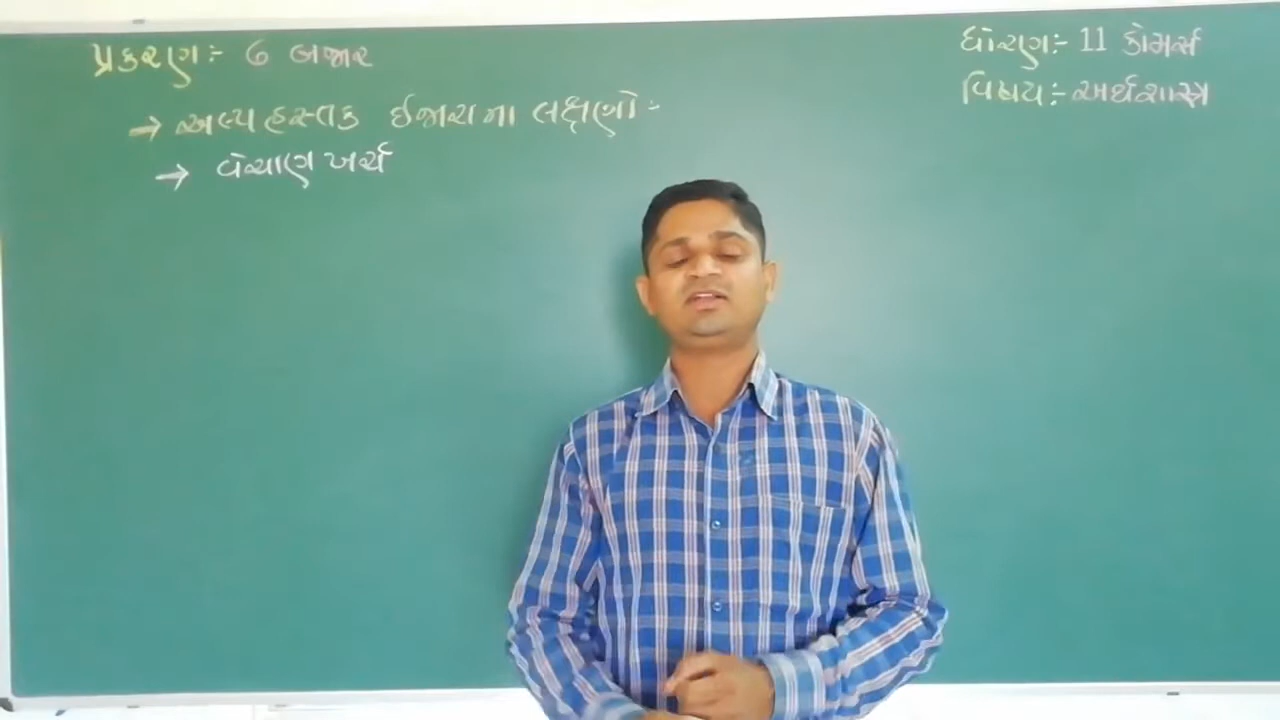 પ્રકરણ:- 6 બજાર
ધોરણ:- 11 કોમર્સ
વિષય:- અર્થશાસ્ત્ર
→ અલ્પહસ્તક ઈજારાના લક્ષણો:-
→ વેચાણ ખર્ચ